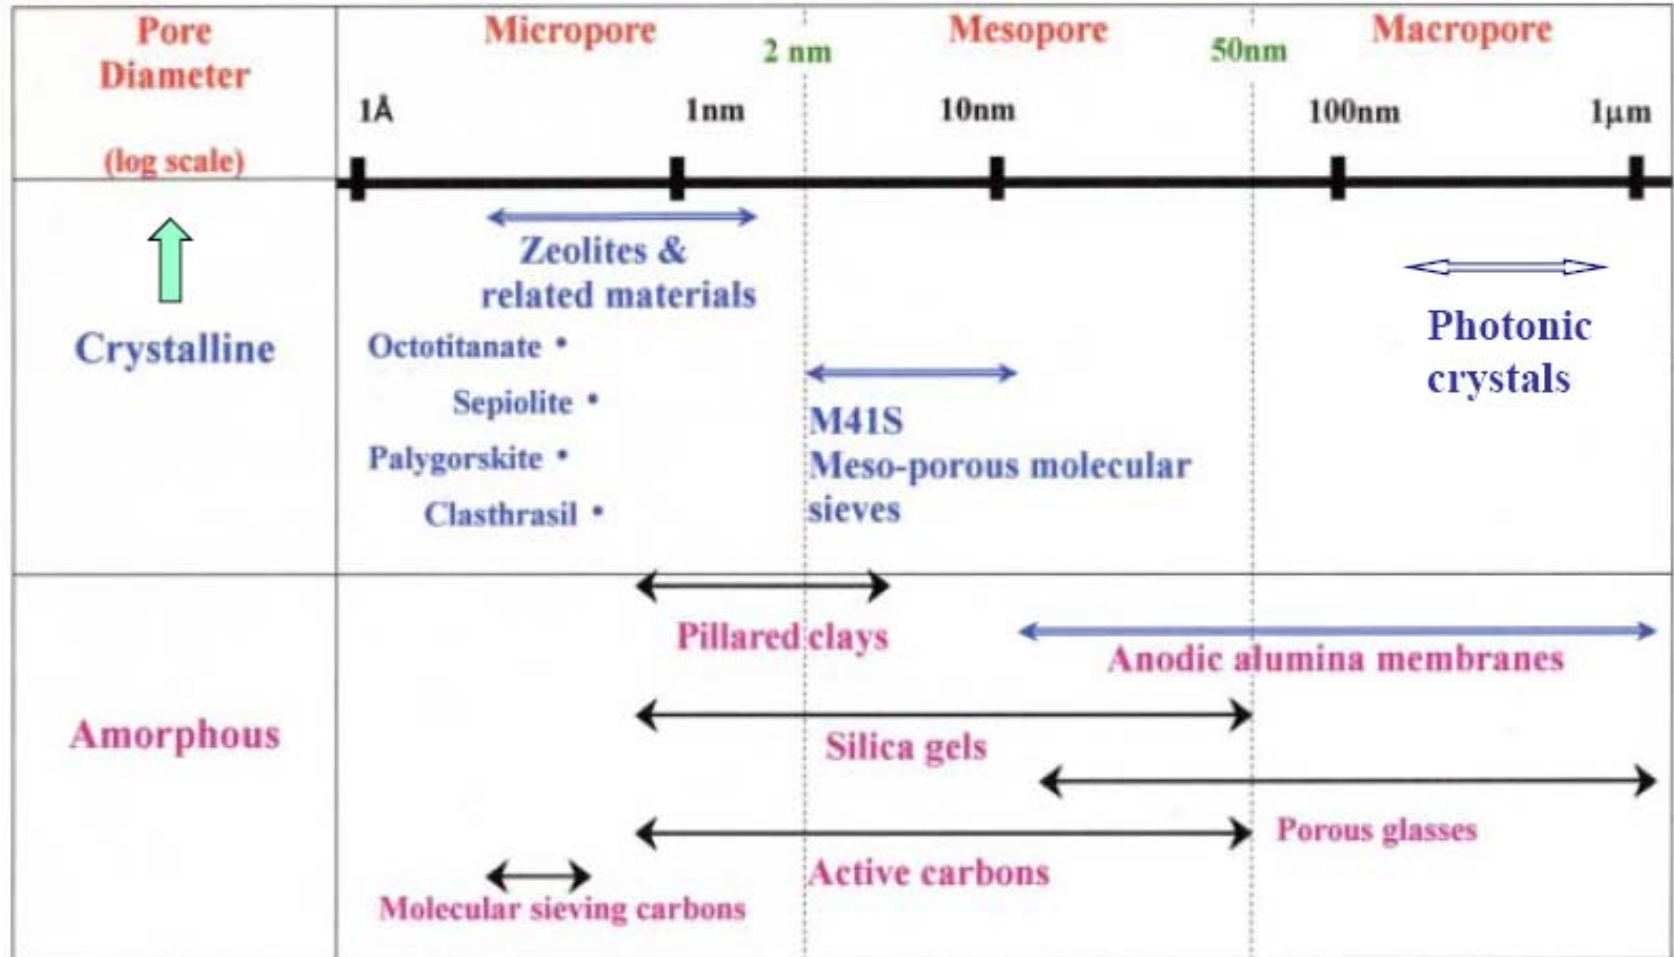 Pore
Diameter
(log scale)
Micropore
2 nm
Mesopore
50nm
Macropore
1Å
1nm
10nm
100nm
1μm
Crystalline
Zeolites &
related materials
Octotitanate •
Sepiolite •
Palygorskite •
Clasthrasil •
M41S
Meso-porous molecular
sieves
Photonic
crystals
Amorphous
Pillared clays
Anodic alumina membranes
Silica gels
Porous glasses
Active carbons
Molecular sieving carbons